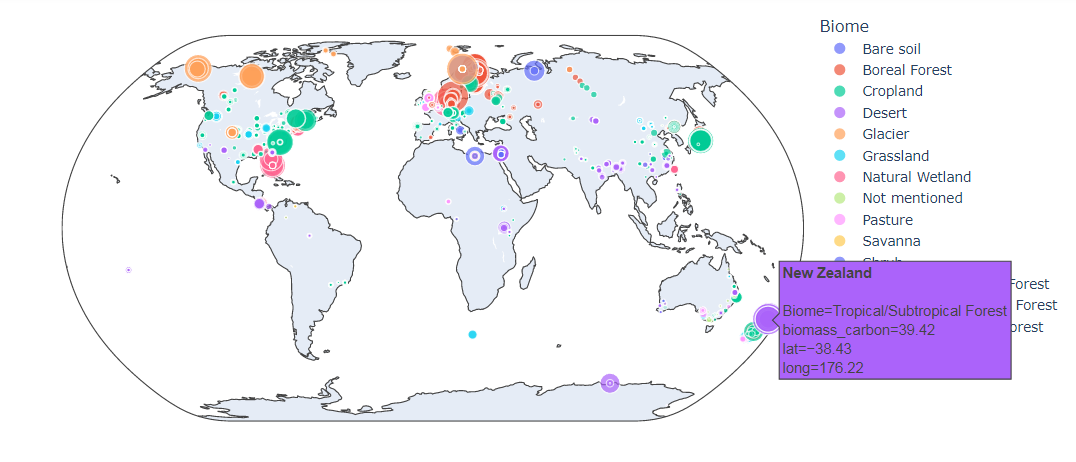 Biome
Bare soil
Boreal Forest
Cropland
Desert
Glacier
Grassland
Natural Wetland
Not mentioned
Pasture
Savanna
New Zealand
Biome=Tropical/Subtropical Forest
biomass_carbon=39.42
lat=−38.43
long=176.22
Forest
Forest